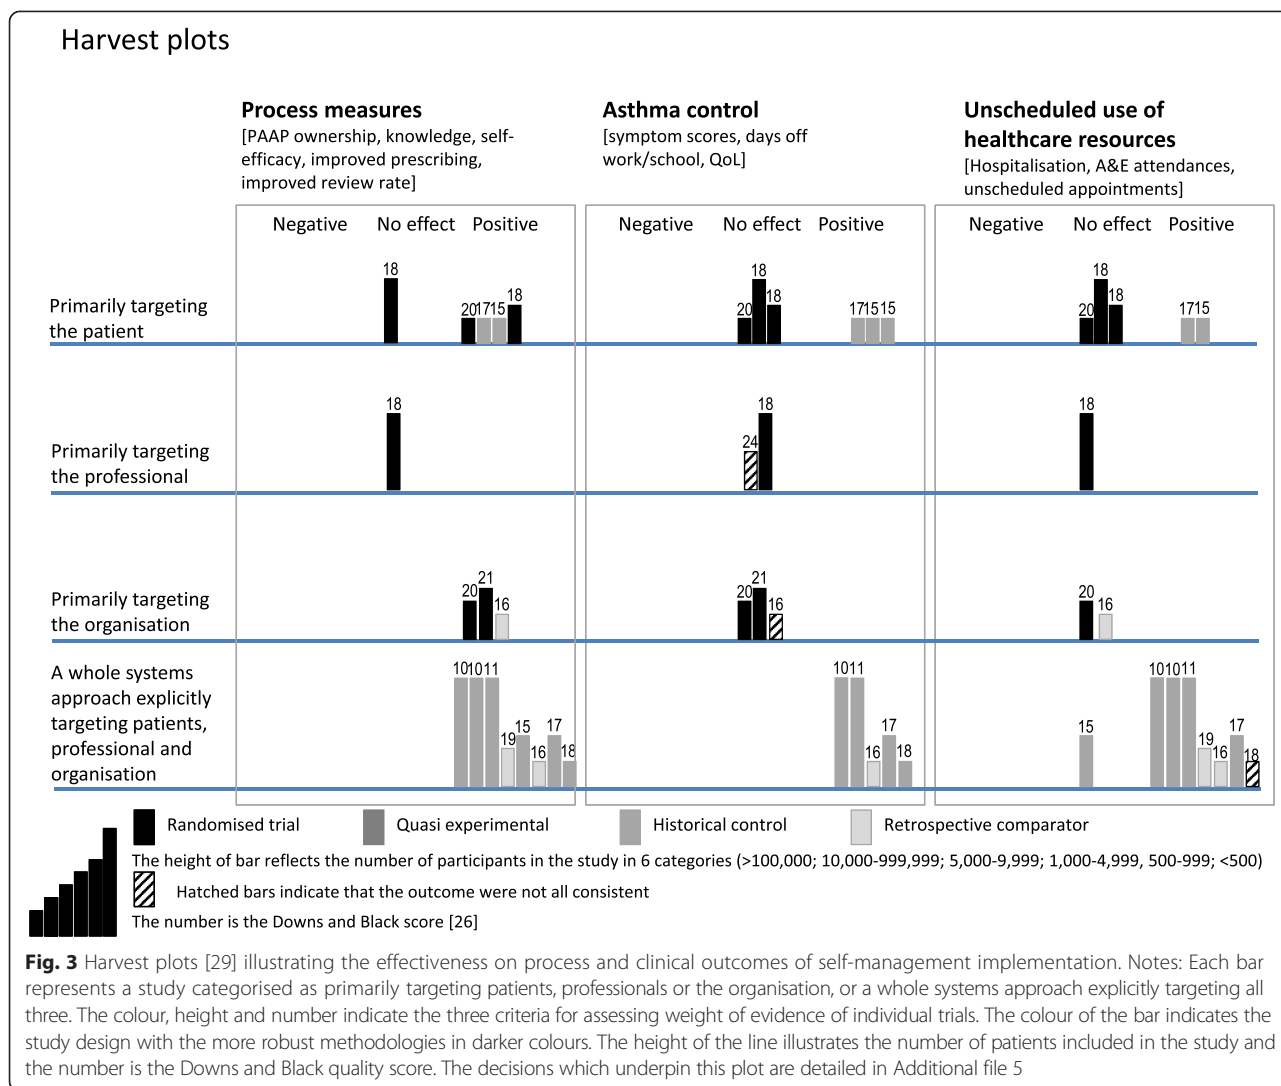 Harvest plots
Process measures
[PAAP ownership, knowledge, self-
efficacy, improved prescribing,
improved review rate]
Asthma control
[symptom scores, days off
work/school, QoL]
Unscheduled use of
healthcare resources
[Hospitalisation, A&E attendances,
unscheduled appointments]
Negative No effect Positive Negative No effect Positive Negative No effect Positive
Primarily targeting
the patient
18 20 17 15 18 20 18 18 17 15 15 20 18 18 17 15
Primarily targeting
the professional
18 24 18 18
Primarily targeting
the organisation
20 21 16 20 21 16 20 16
A whole systems
approach explicitly
targeting patients,
professional and
organisation
10 10 11 19 15 16 17 18 10 11 16 17 18 15 10 10 11 19 16 17 18
Randomised trial Quasi experimental Historical control Retrospective comparator
The height of bar reflects the number of participants in the study in 6 categories (>100,000; 10,000-999,999; 5,000-9,999; 1,000-4,999, 500-999; <500)
Hatched bars indicate that the outcome were not all consistent
The number is the Downs and Black score [26]
Fig. 3 Harvest plots [29] illustrating the effectiveness on process and clinical outcomes of self-management implementation. Notes: Each bar
represents a study categorised as primarily targeting patients, professionals or the organisation, or a whole systems approach explicitly targeting all
three. The colour, height and number indicate the three criteria for assessing weight of evidence of individual trials. The colour of the bar indicates the
study design with the more robust methodologies in darker colours. The height of the line illustrates the number of patients included in the study and
the number is the Downs and Black quality score. The decisions which underpin this plot are detailed in Additional file 5